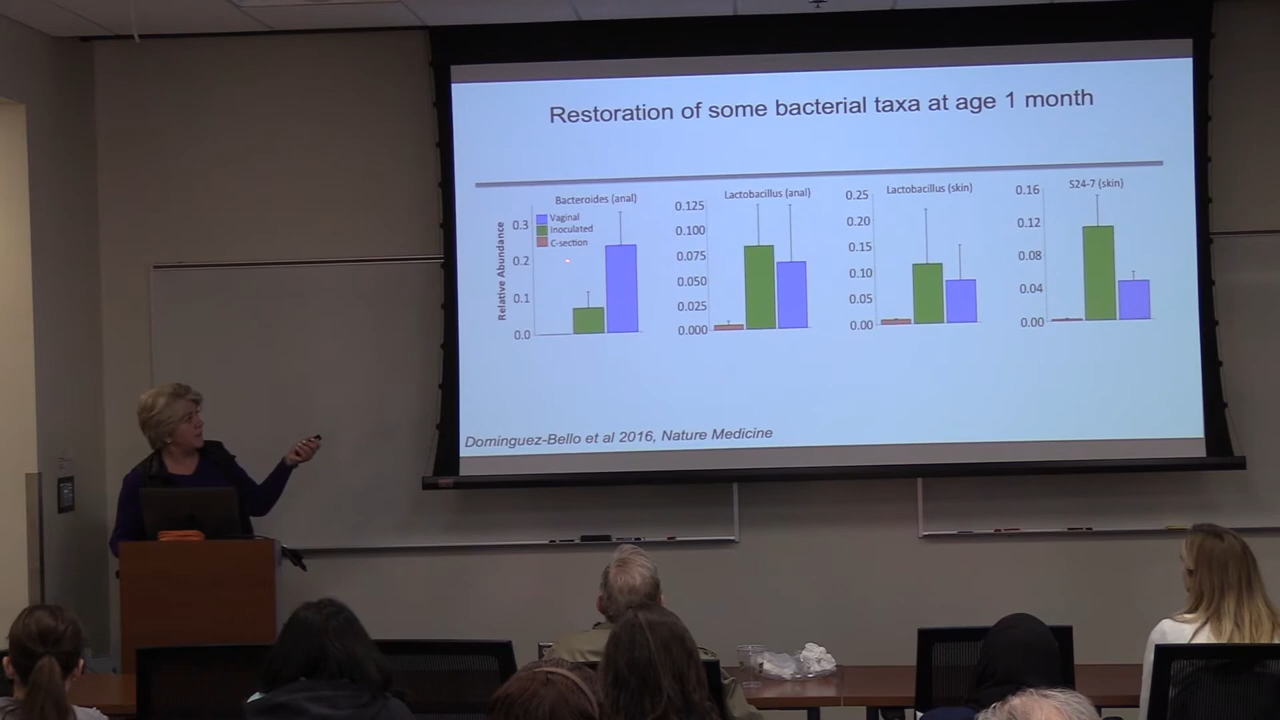 Restoration of some bacterial taxa at age 1 month
Bacteroides (anal)
Relative Abundance
0.3
0.2
0.1
0.0
Vaginal
Inoculated
C-section
Lactobacillus (anal)
0.125
0.100
0.075
0.050
0.025
0.000
Lactobacillus (skin)
0.25
0.20
0.15
0.10
0.05
0.00
S24-7 (skin)
0.16
0.12
0.08
0.04
0.00
Dominguez-Bello et al 2016, Nature Medicine